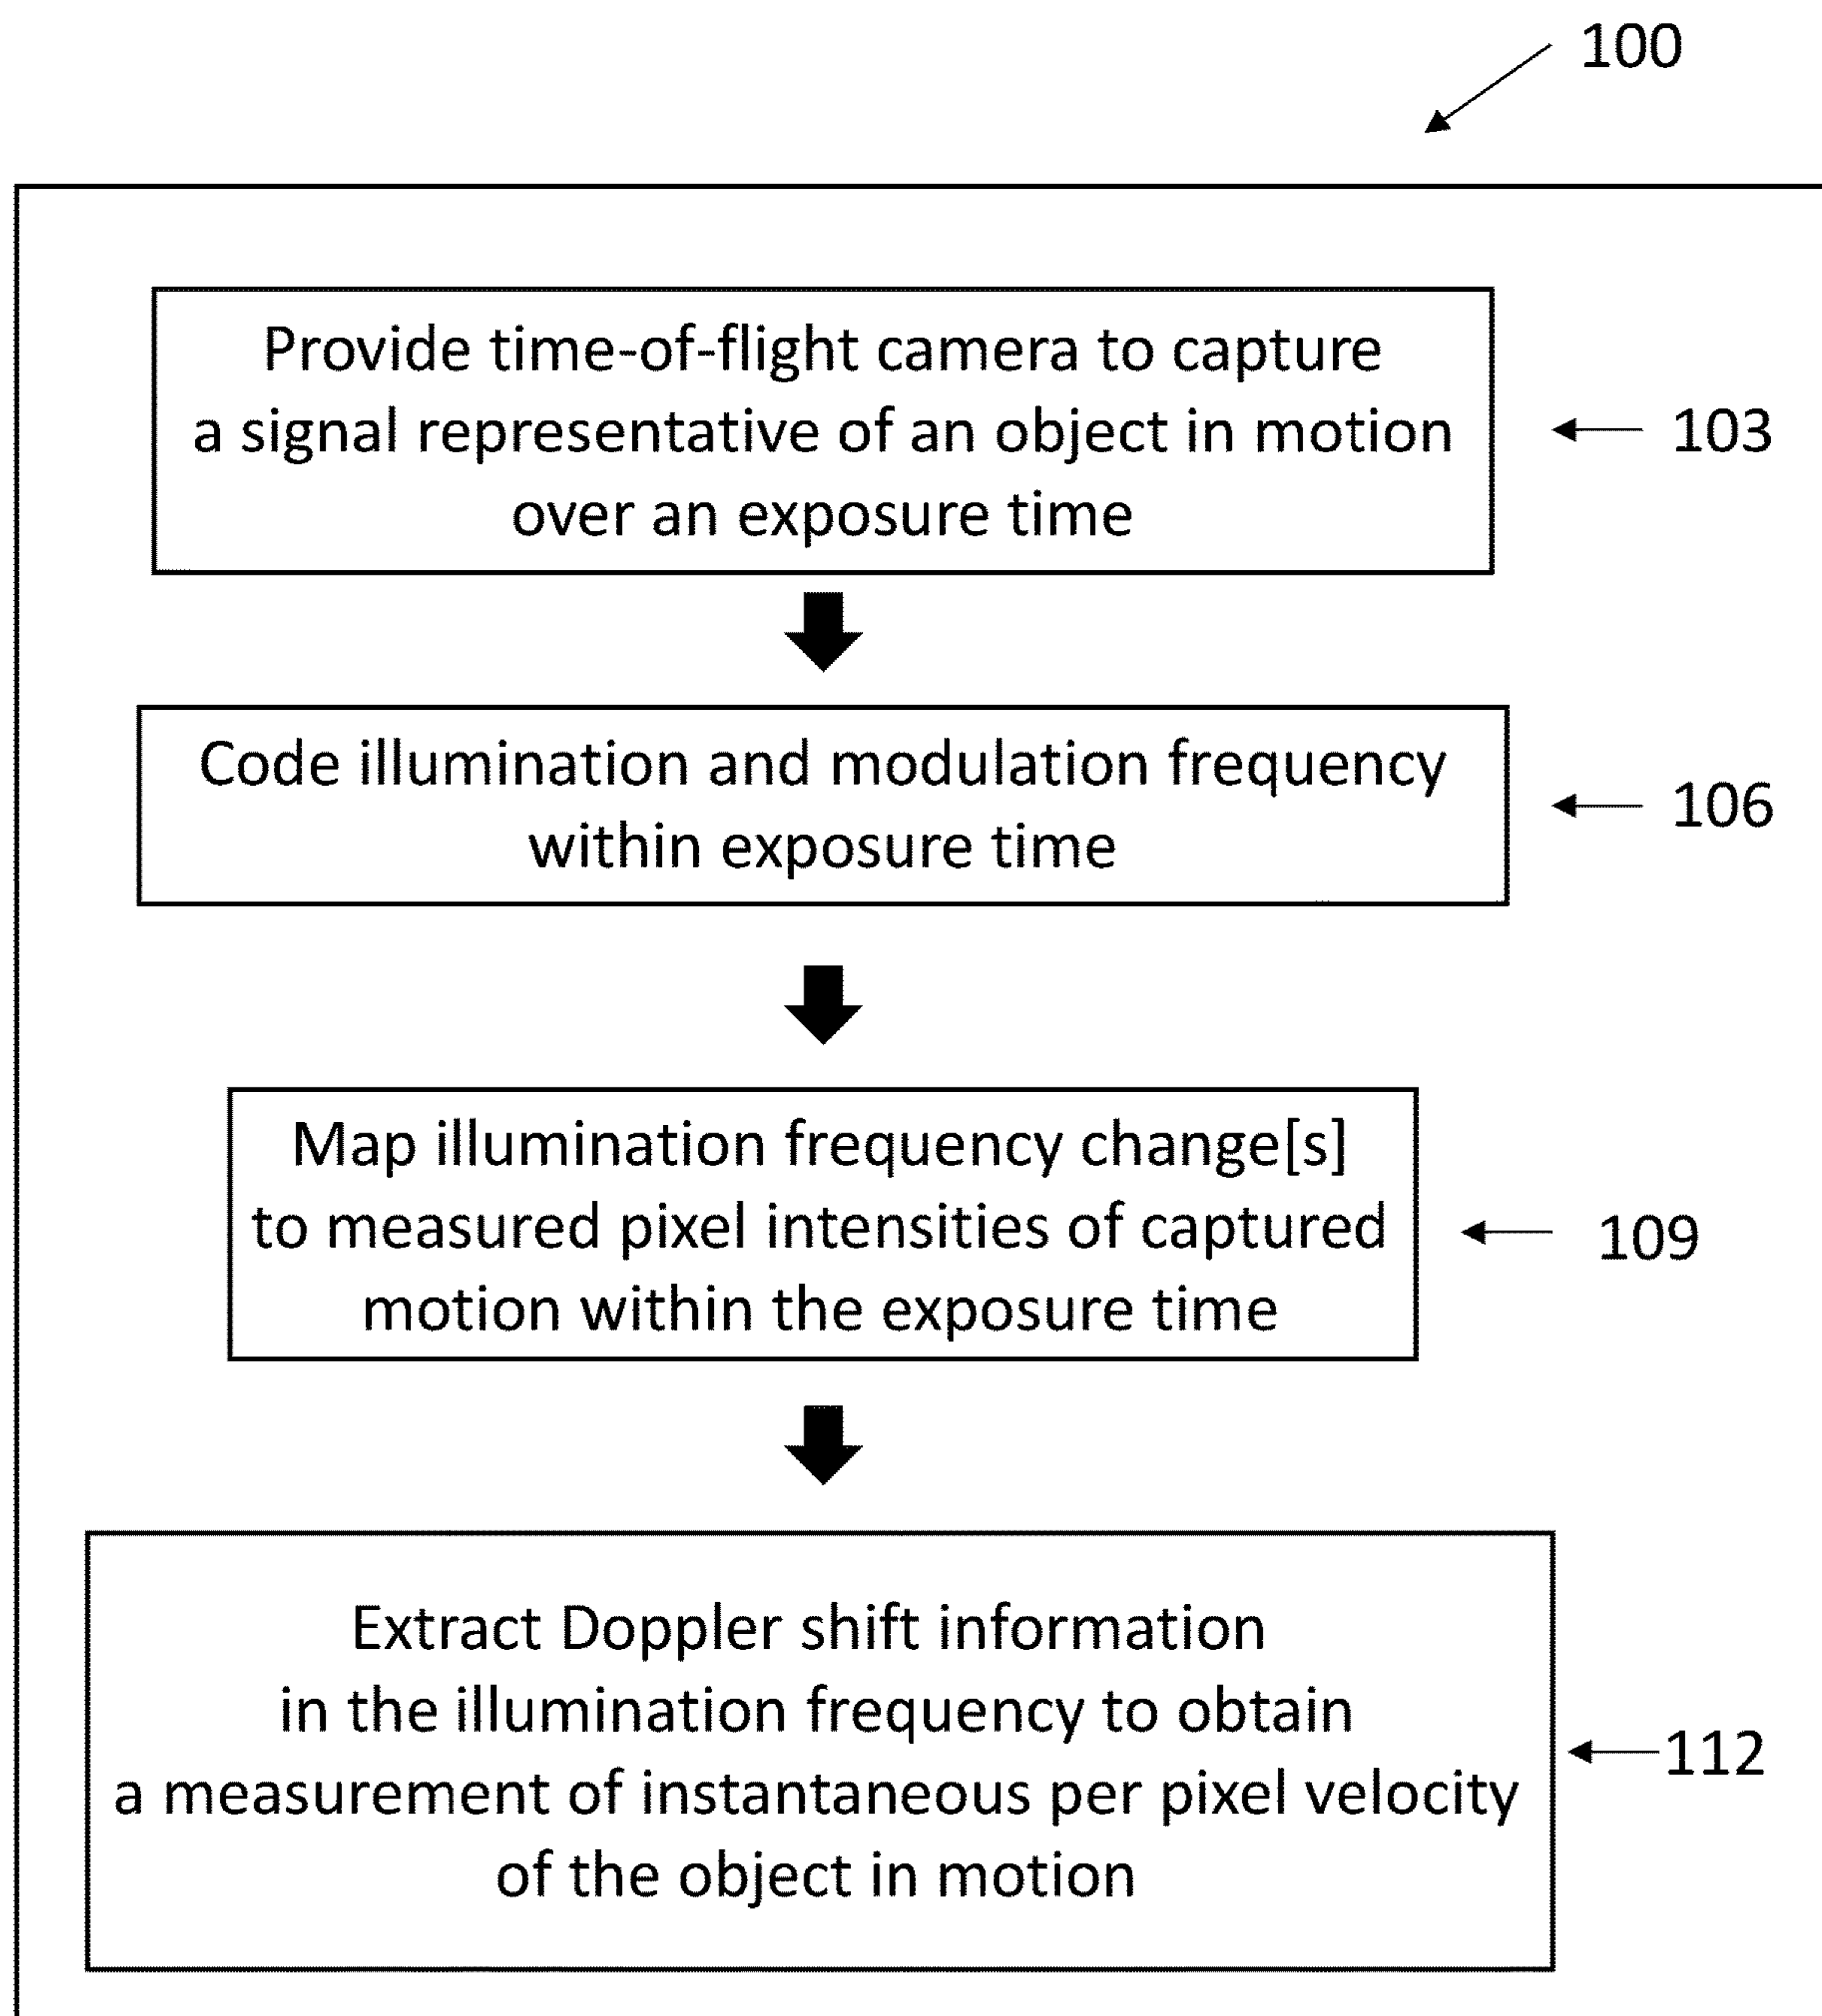 100
Provide time-of-flight camera to capture
a signal representative of an object in motion
over an exposure time
103
Code illumination and modulation frequency
within exposure time
106
Map illumination frequency change[s]
to measured pixel intensities of captured
motion within the exposure time
109
Extract Doppler shift information
in the illumination frequency to obtain
a measurement of instantaneous per pixel velocity
of the object in motion
112